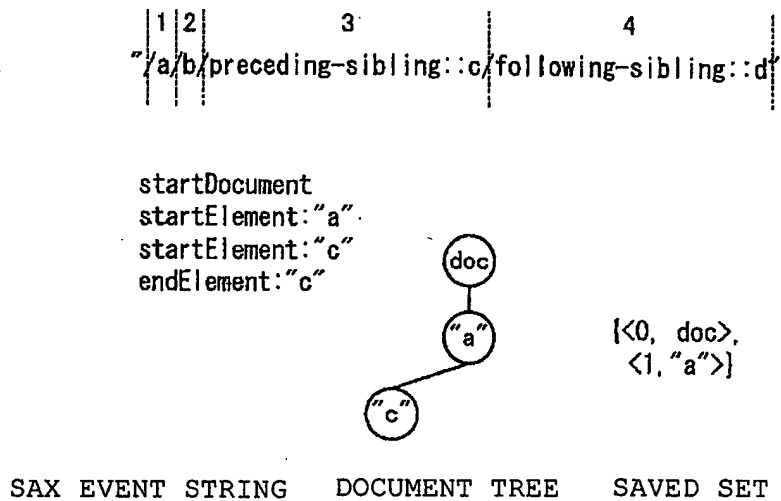 1 2 3 4
"/a/b/preceding-sibling::c/following-sibling::d"
startDocument
startElement:"a"
startElement:"c"
endElement:"c"
doc
"a"
"c"
{<0, doc>,
<1,"a">}
SAX EVENT STRING DOCUMENT TREE SAVED SET